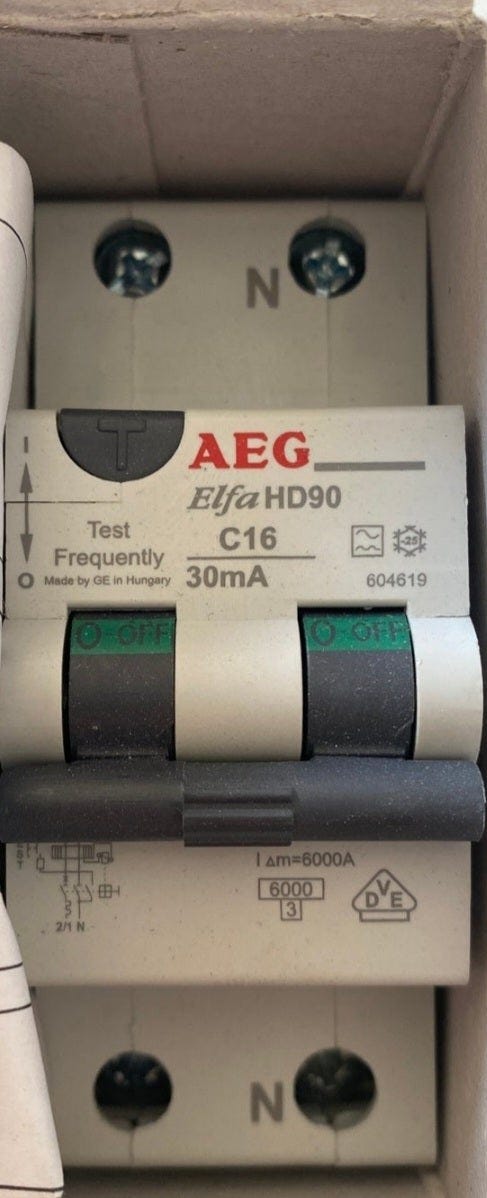 N
I
T
AEG
Elfa HD90
Test
Frequently
C16
-25
O
Made by GE in Hungary
30mA
604619
O-OFF
O-OFF
I Δm=6000A
6000
3
DVE
2/1 N
N